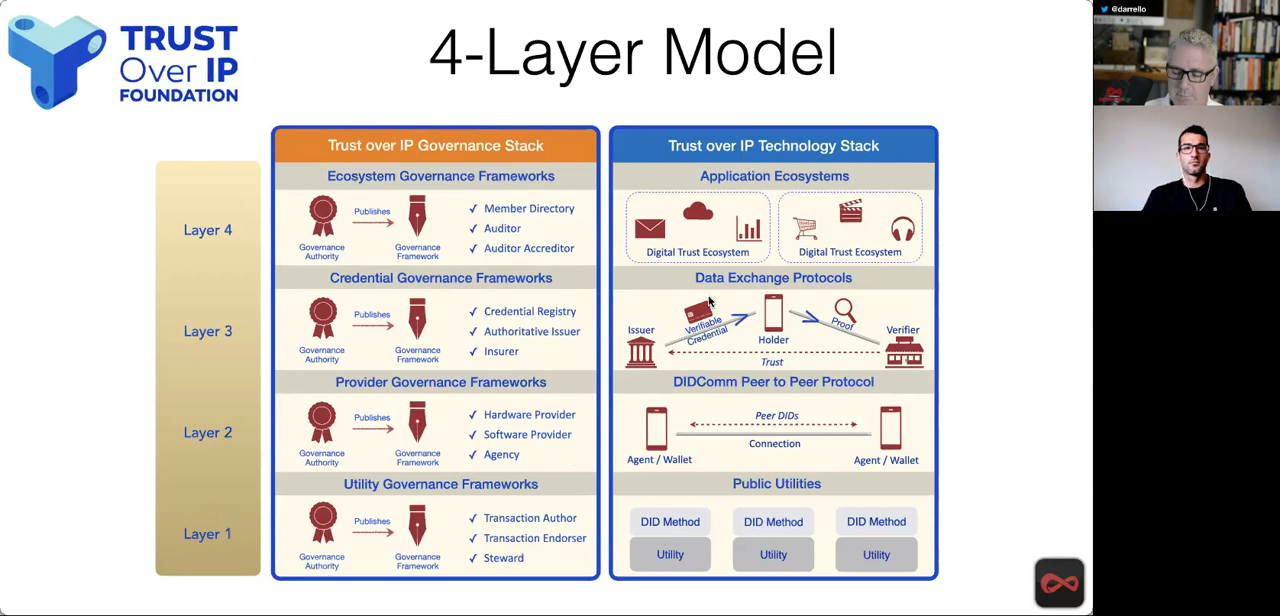 TRUST
Over IP
FOUNDATION
4-Layer Model
@darrello
Trust over IP Governance Stack
Trust over IP Technology Stack
Layer 4
Ecosystem Governance Frameworks
Governance Authority
Publishes
Governance Framework
✓ Member Directory
✓ Auditor
✓ Auditor Accreditor
Application Ecosystems
Digital Trust Ecosystem
Digital Trust Ecosystem
Layer 3
Credential Governance Frameworks
Governance Authority
Publishes
Governance Framework
✓ Credential Registry
✓ Authoritative Issuer
✓ Insurer
Data Exchange Protocols
Issuer
Verifiable
Credential
Holder
Proof
Verifier
Trust
Layer 2
Provider Governance Frameworks
Governance Authority
Publishes
Governance Framework
✓ Hardware Provider
✓ Software Provider
✓ Agency
DIDComm Peer to Peer Protocol
Peer DIDs
Connection
Agent / Wallet
Agent / Wallet
Layer 1
Utility Governance Frameworks
Governance Authority
Publishes
Governance Framework
✓ Transaction Author
✓ Transaction Endorser
✓ Steward
Public Utilities
DID Method
DID Method
DID Method
Utility
Utility
Utility